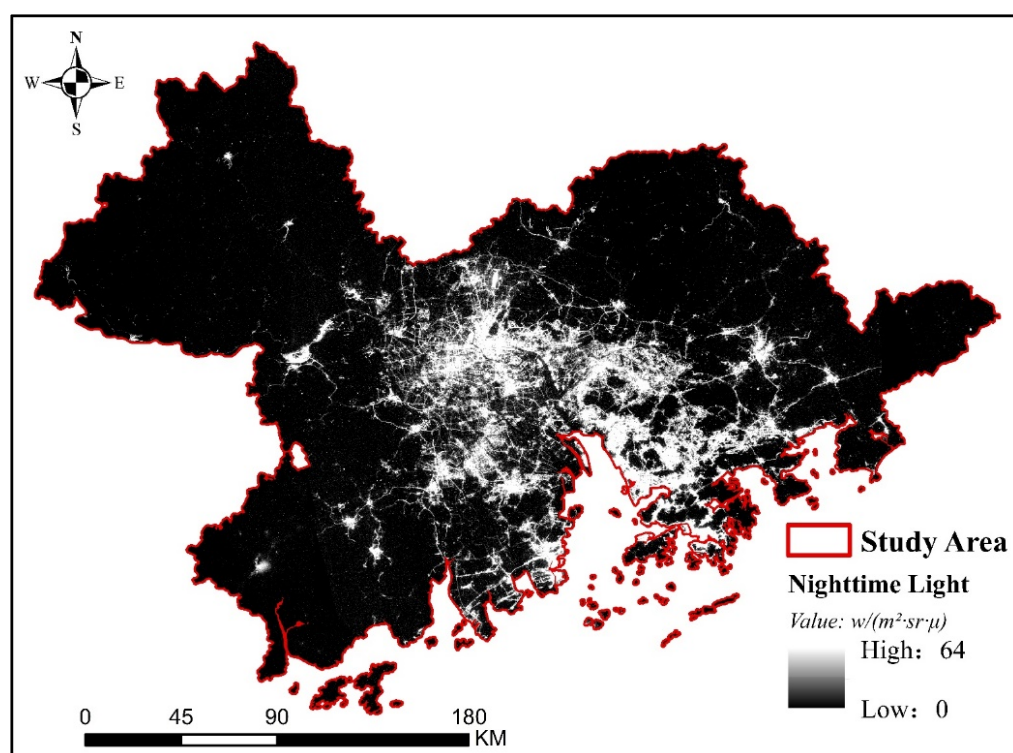 N
W E
S
Study Area
Nighttime Light
Value: w/(m²·sr·μ)
High： 64
Low： 0
0 45 90 180
KM